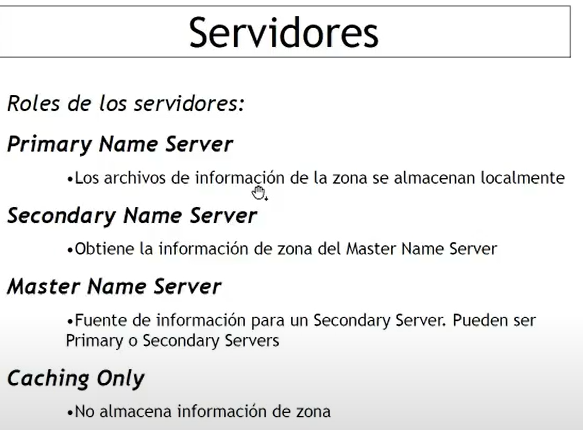 Servidores
Roles de los servidores:
Primary Name Server
•Los archivos de información de la zona se almacenan localmente
Secondary Name Server
•Obtiene la información de zona del Master Name Server
Master Name Server
•Fuente de información para un Secondary Server. Pueden ser
Primary o Secondary Servers
Caching Only
•No almacena información de zona